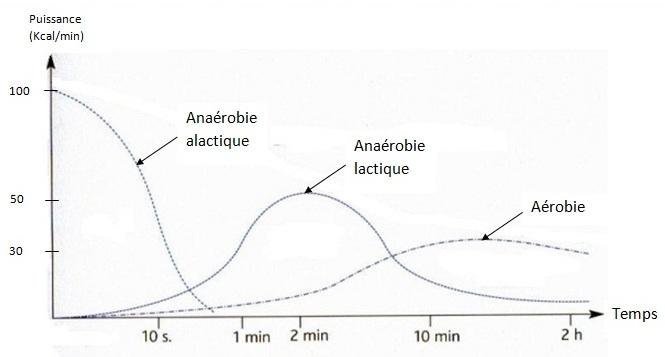 Puissance
(Kcal/min)
100
Anaérobie
alactique
Anaérobie
lactique
50
Aérobie
30
Temps
10 s.
1 min
2 min
10 min
2 h